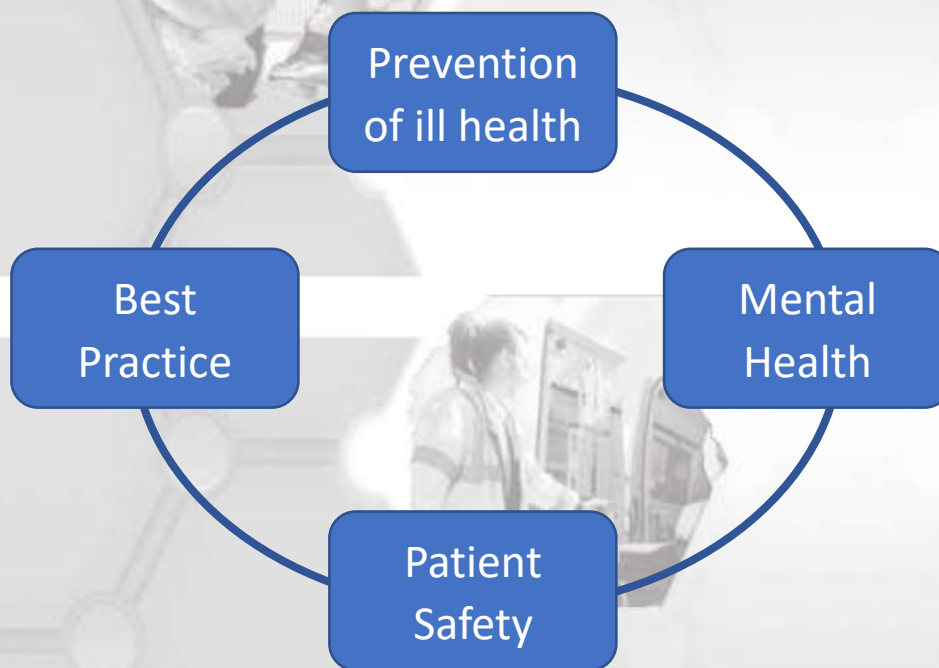 Prevention
of ill health
Best
Practice
Mental
Health
Patient
Safety